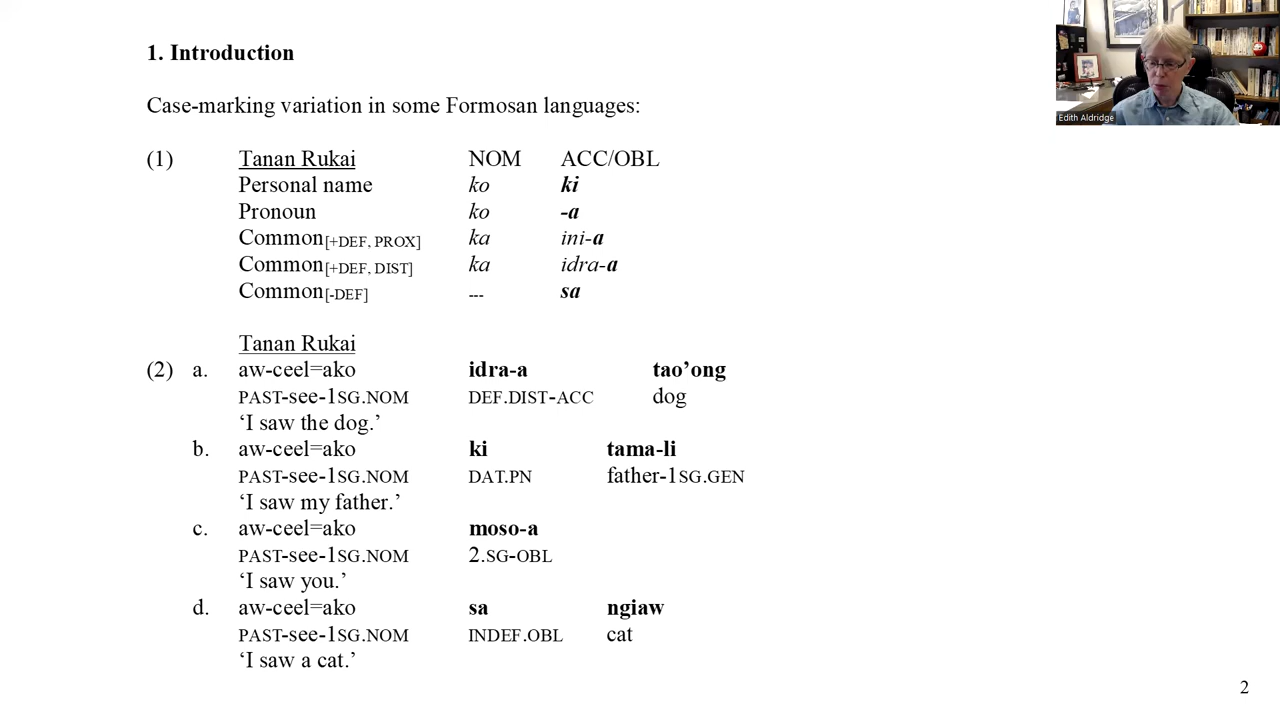 1. Introduction
Case-marking variation in some Formosan languages:
(1) Tanan Rukai NOM ACC/OBL
Personal name ko ki
Pronoun ko -a
Common[+DEF, PROX] ka ini-a
Common[+DEF, DIST] ka idra-a
Common[-DEF] --- sa
Tanan Rukai
(2) a. aw-ceel=ako idra-a tao’ong
PAST-see-1SG.NOM DEF.DIST-ACC dog
‘I saw the dog.’
b. aw-ceel=ako ki tama-li
PAST-see-1SG.NOM DAT.PN father-1SG.GEN
‘I saw my father.’
c. aw-ceel=ako moso-a
PAST-see-1SG.NOM 2.SG-OBL
‘I saw you.’
d. aw-ceel=ako sa ngiaw
PAST-see-1SG.NOM INDEF.OBL cat
‘I saw a cat.’
2
Edith Aldridge